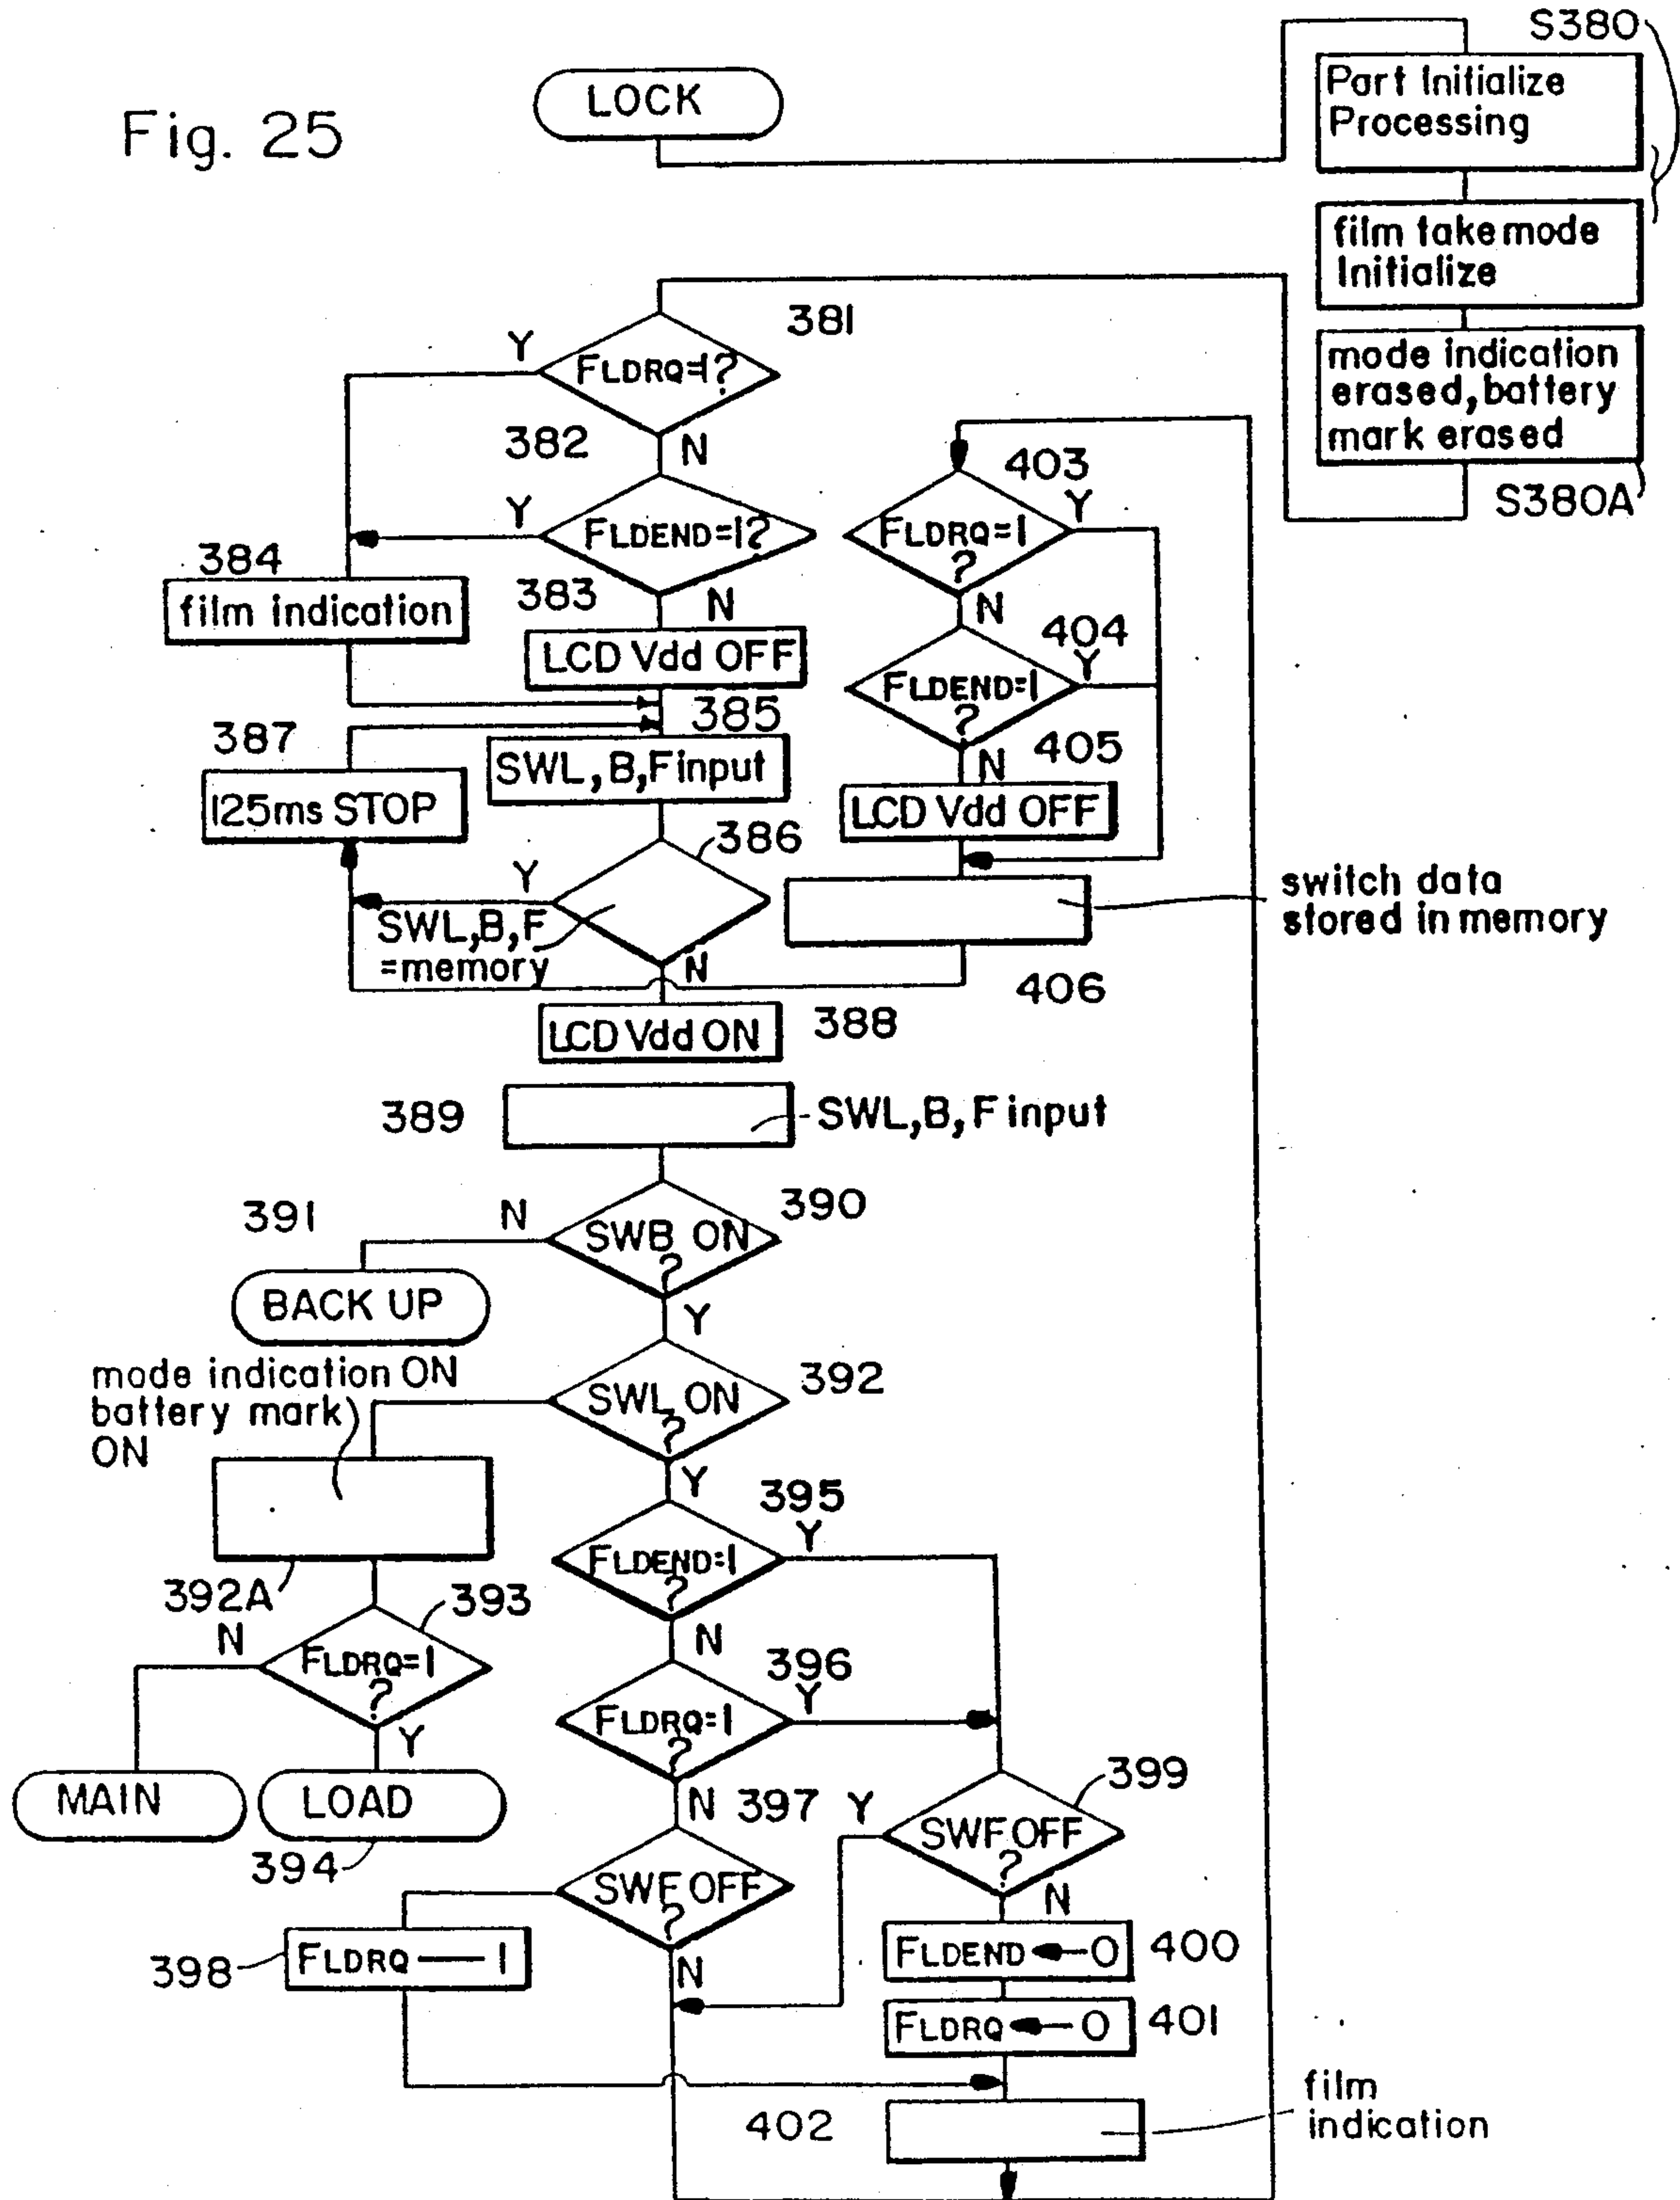 Fig. 25
LOCK
S380
Part Initialize
Processing
film take mode
Initialize
mode indication
erased, battery
mark erased
S380A
381
Y
FLDRQ=1?
N
382
Y
FLDEND=1?
N
383
LCD Vdd OFF
384
film indication
385
SWL, B, F input
387
125ms STOP
386
Y
SWL, B, F
=memory
N
388
LCD Vdd ON
403
FLDRQ=1
?
Y
N
404
FLDEND=1
?
Y
N
405
LCD Vdd OFF
switch data
stored in memory
406
389
SWL, B, F input
390
SWB ON
?
N
391
BACK UP
Y
392
SWL ON
?
mode indication ON
battery mark
ON
392A
Y
393
FLDRQ=1
?
N
Y
MAIN
LOAD
394
395
FLDEND=1
?
Y
N
396
FLDRQ=1
?
Y
N
397
SWF OFF
?
N
398
FLDRQ — 1
399
SWF OFF
?
Y
N
FLDEND ← 0
400
FLDRQ ← 0
401
402
film
indication